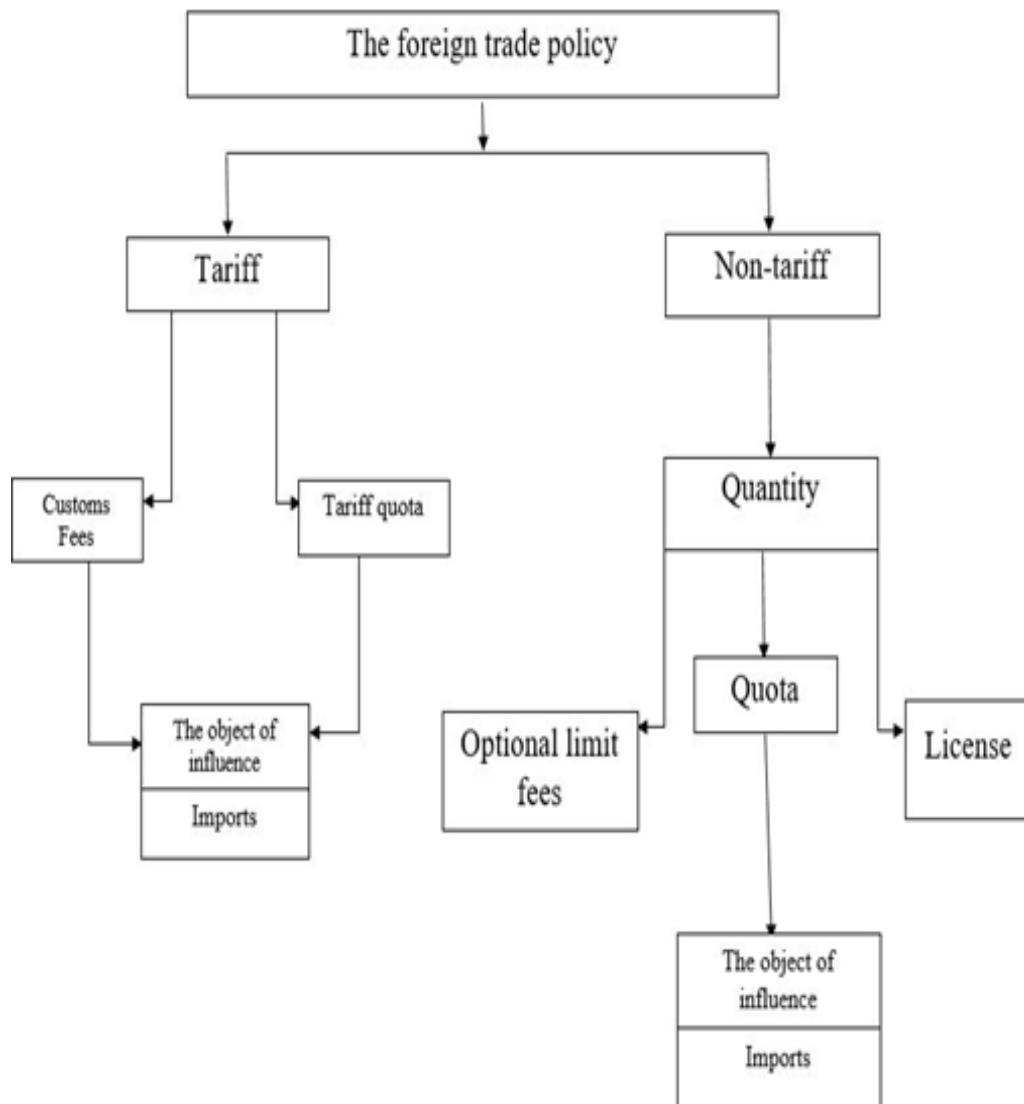 The foreign trade policy
Tariff
Non-tariff
Customs
Fees
Tariff quota
Quantity
The object of
influence
Imports
Optional limit
fees
Quota
License
The object of
influence
Imports